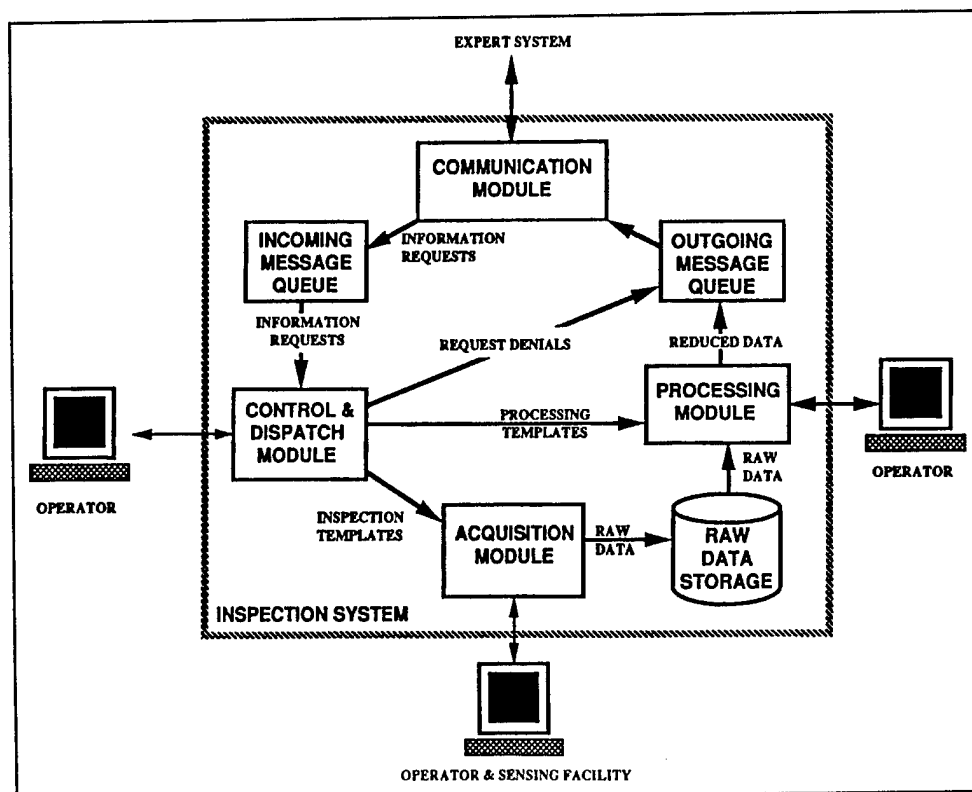 EXPERT SYSTEM
COMMUNICATION
MODULE
INCOMING
MESSAGE
QUEUE
INFORMATION
REQUESTS
OUTGOING
MESSAGE
QUEUE
INFORMATION
REQUESTS
REQUEST DENIALS
REDUCED DATA
CONTROL &
DISPATCH
MODULE
PROCESSING
TEMPLATES
PROCESSING
MODULE
OPERATOR
OPERATOR
RAW
DATA
INSPECTION
TEMPLATES
ACQUISITION
MODULE
RAW
DATA
RAW
DATA
STORAGE
INSPECTION SYSTEM
OPERATOR & SENSING FACILITY